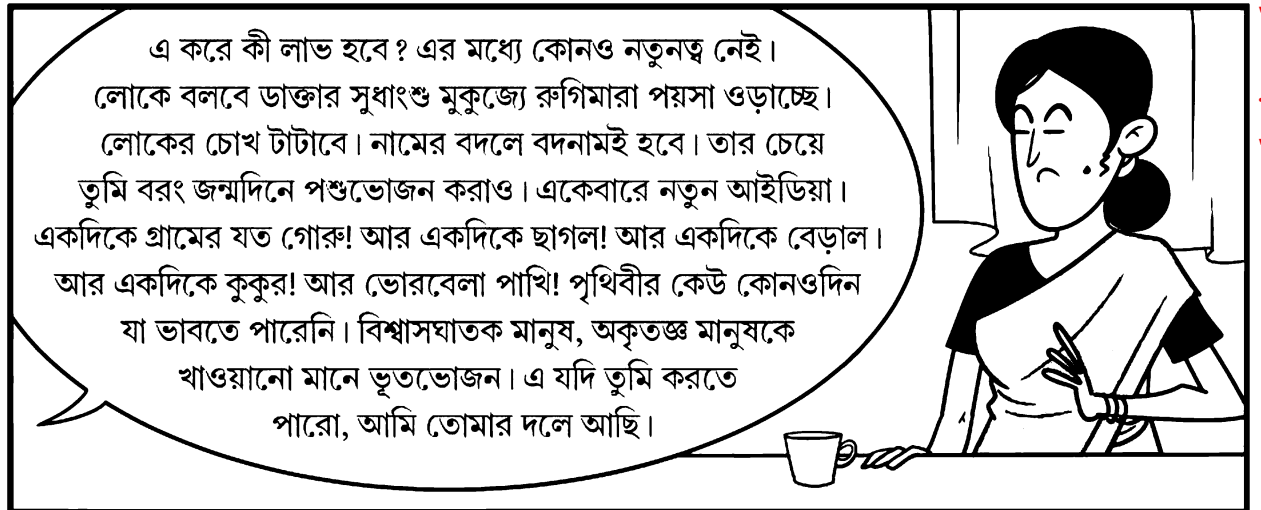 এ করে কী লাভ হবে? এর মধ্যে কোনও নতুনত্ব নেই।
লোকে বলবে ডাক্তার সুধাংশু মুকুজ্যে রুগিমারা পয়সা ওড়াচ্ছে।
লোকের চোখ টাটাবে। নামের বদলে বদনামই হবে। তার চেয়ে
তুমি বরং জন্মদিনে পশুভোজন করাও। একেবারে নতুন আইডিয়া।
একদিকে গ্রামের যত গোরু! আর একদিকে ছাগল! আর একদিকে বেড়াল।
আর একদিকে কুকুর! আর ভোরবেলা পাখি! পৃথিবীর কেউ কোনওদিন
যা ভাবতে পারেনি। বিশ্বাসঘাতক মানুষ, অকৃতজ্ঞ মানুষকে
খাওয়ানো মানে ভূতভোজন। এ যদি তুমি করতে
পারো, আমি তোমার দলে আছি।